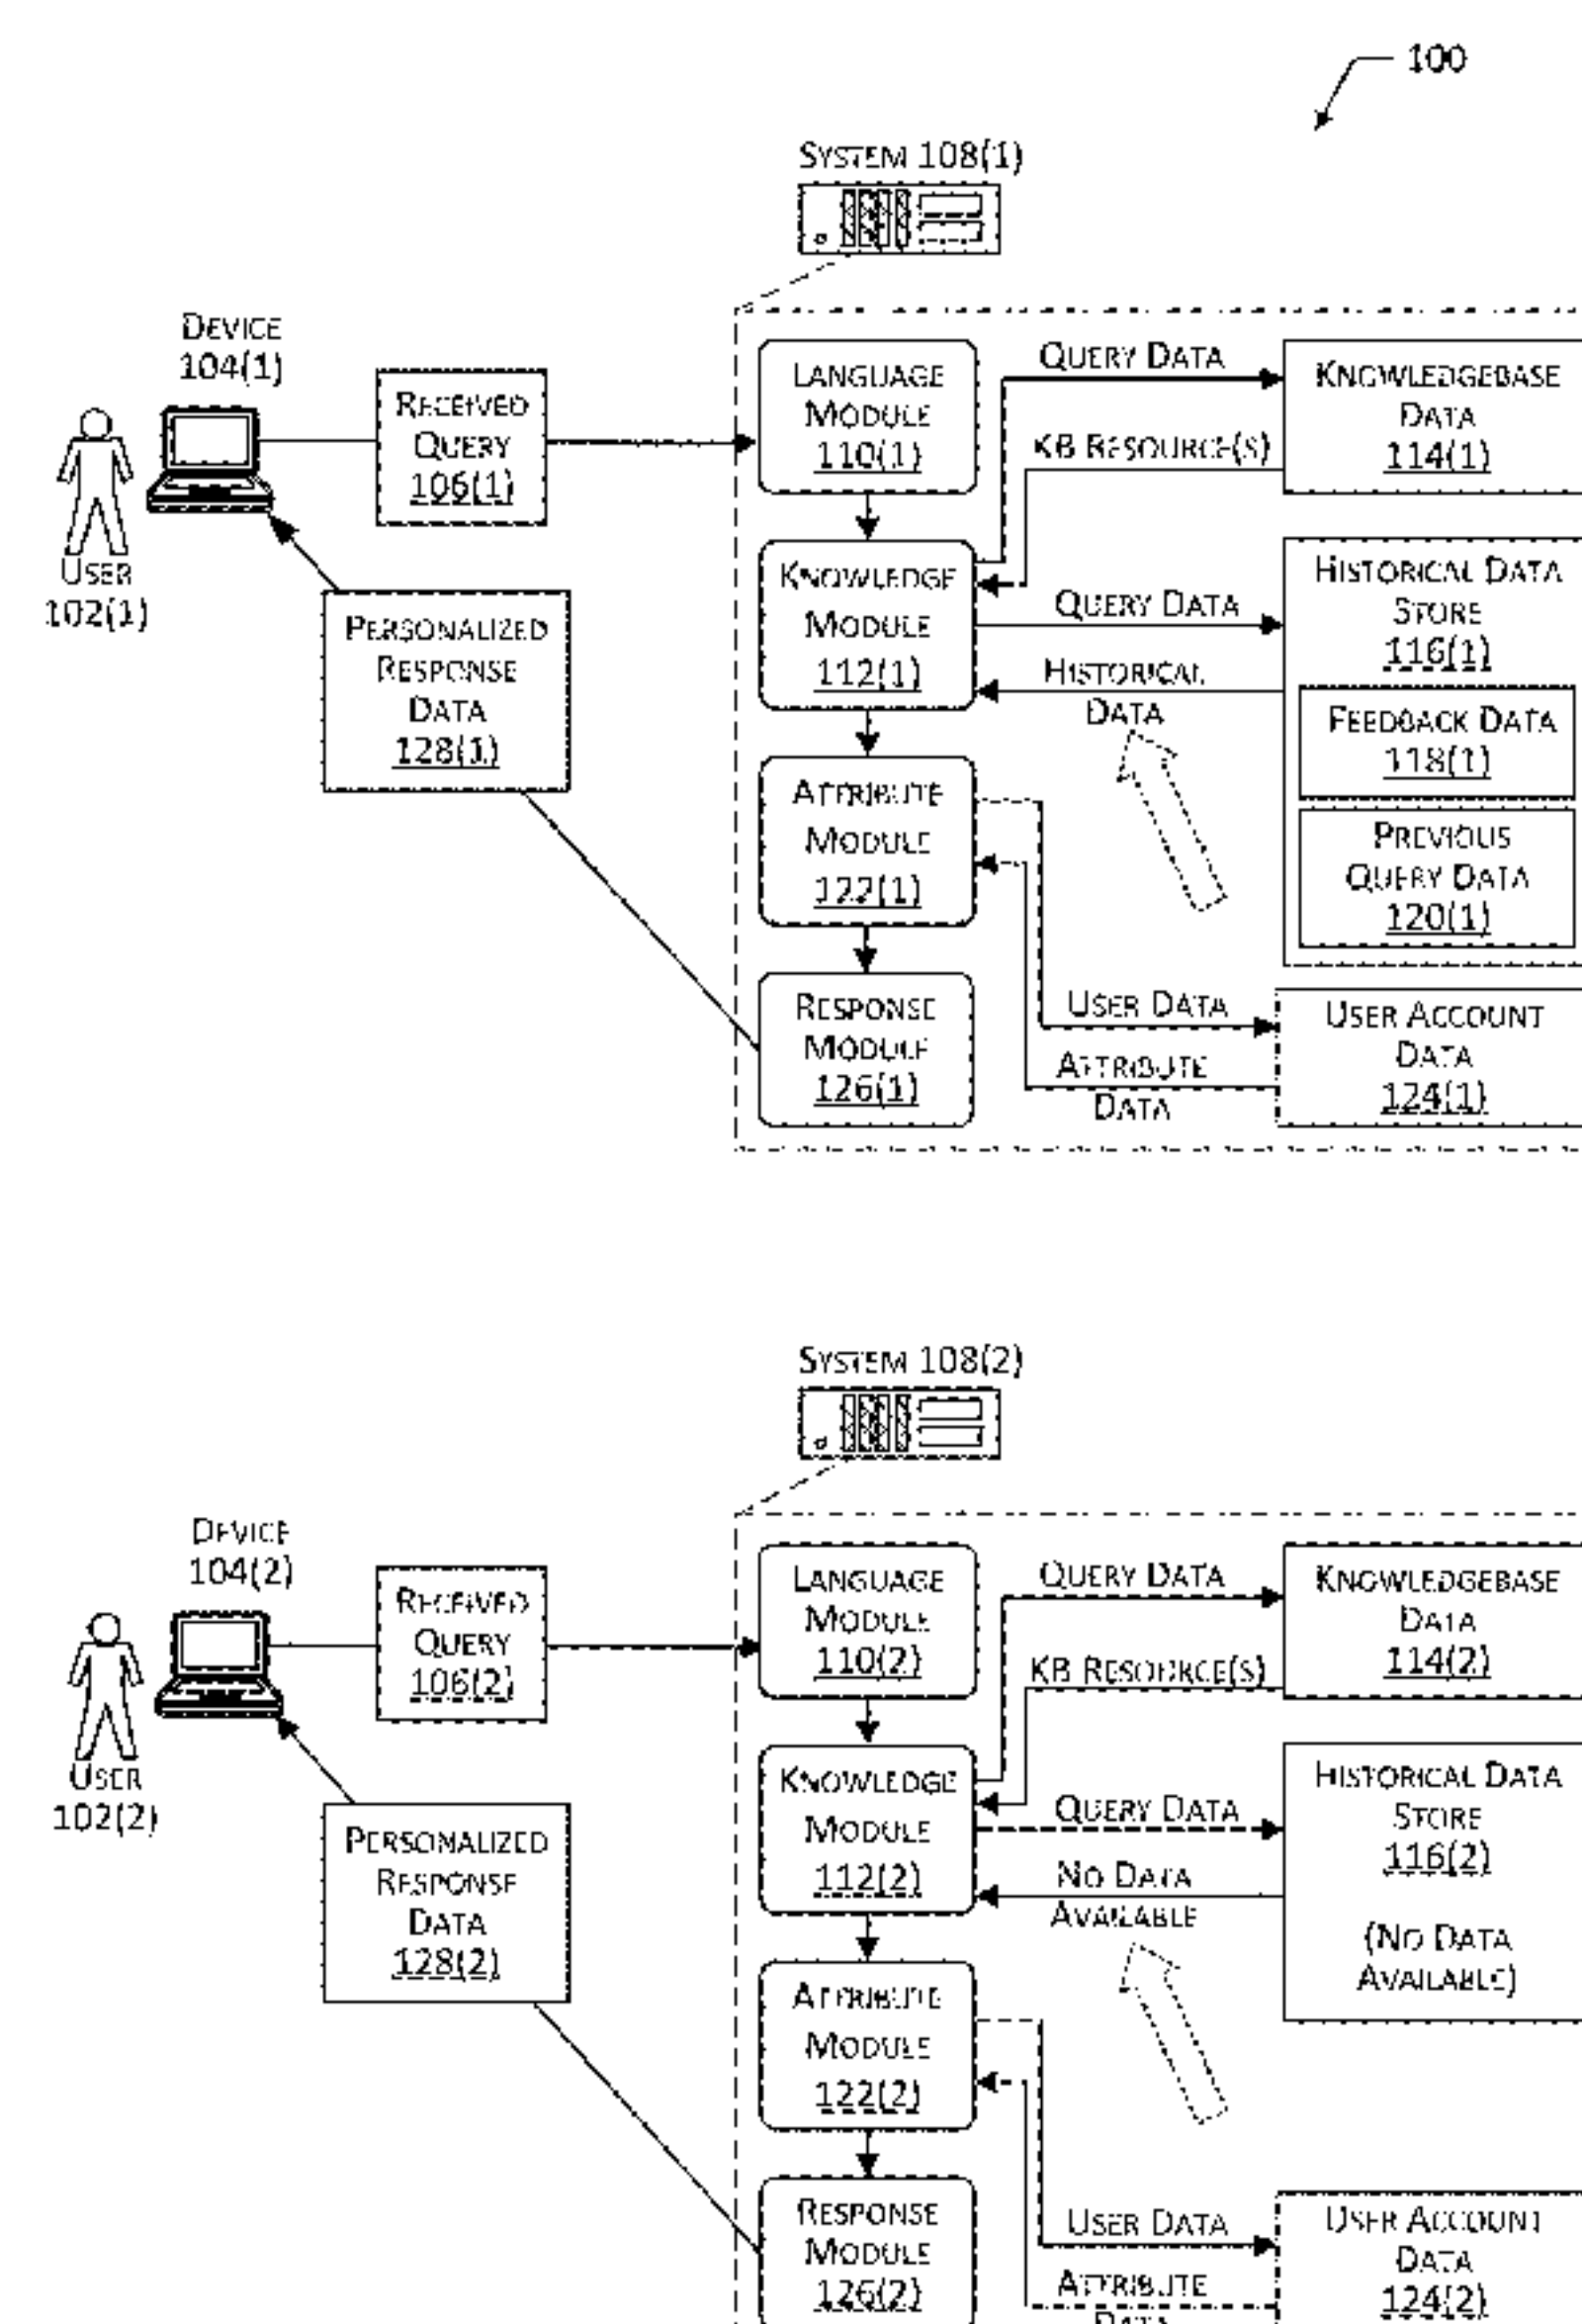 100
SYSTEM 108(1)
DEVICE
104(1)
USER
102(1)
RECEIVED
QUERY
106(1)
PERSONALIZED
RESPONSE
DATA
128(1)
LANGUAGE
MODULE
110(1)
KNOWLEDGE
MODULE
112(1)
ATTRIBUTE
MODULE
122(1)
RESPONSE
MODULE
126(1)
QUERY DATA
KB RESOURCE(S)
QUERY DATA
HISTORICAL
DATA
USER DATA
ATTRIBUTE
DATA
KNOWLEDGEBASE
DATA
114(1)
HISTORICAL DATA
STORE
116(1)
FEEDBACK DATA
118(1)
PREVIOUS
QUERY DATA
120(1)
USER ACCOUNT
DATA
124(1)
SYSTEM 108(2)
DEVICE
104(2)
USER
102(2)
RECEIVED
QUERY
106(2)
PERSONALIZED
RESPONSE
DATA
128(2)
LANGUAGE
MODULE
110(2)
KNOWLEDGE
MODULE
112(2)
ATTRIBUTE
MODULE
122(2)
RESPONSE
MODULE
126(2)
QUERY DATA
KB RESOURCE(S)
QUERY DATA
NO DATA
AVAILABLE
USER DATA
ATTRIBUTE
DATA
KNOWLEDGEBASE
DATA
114(2)
HISTORICAL DATA
STORE
116(2)
(NO DATA
AVAILABLE)
USER ACCOUNT
DATA
124(2)